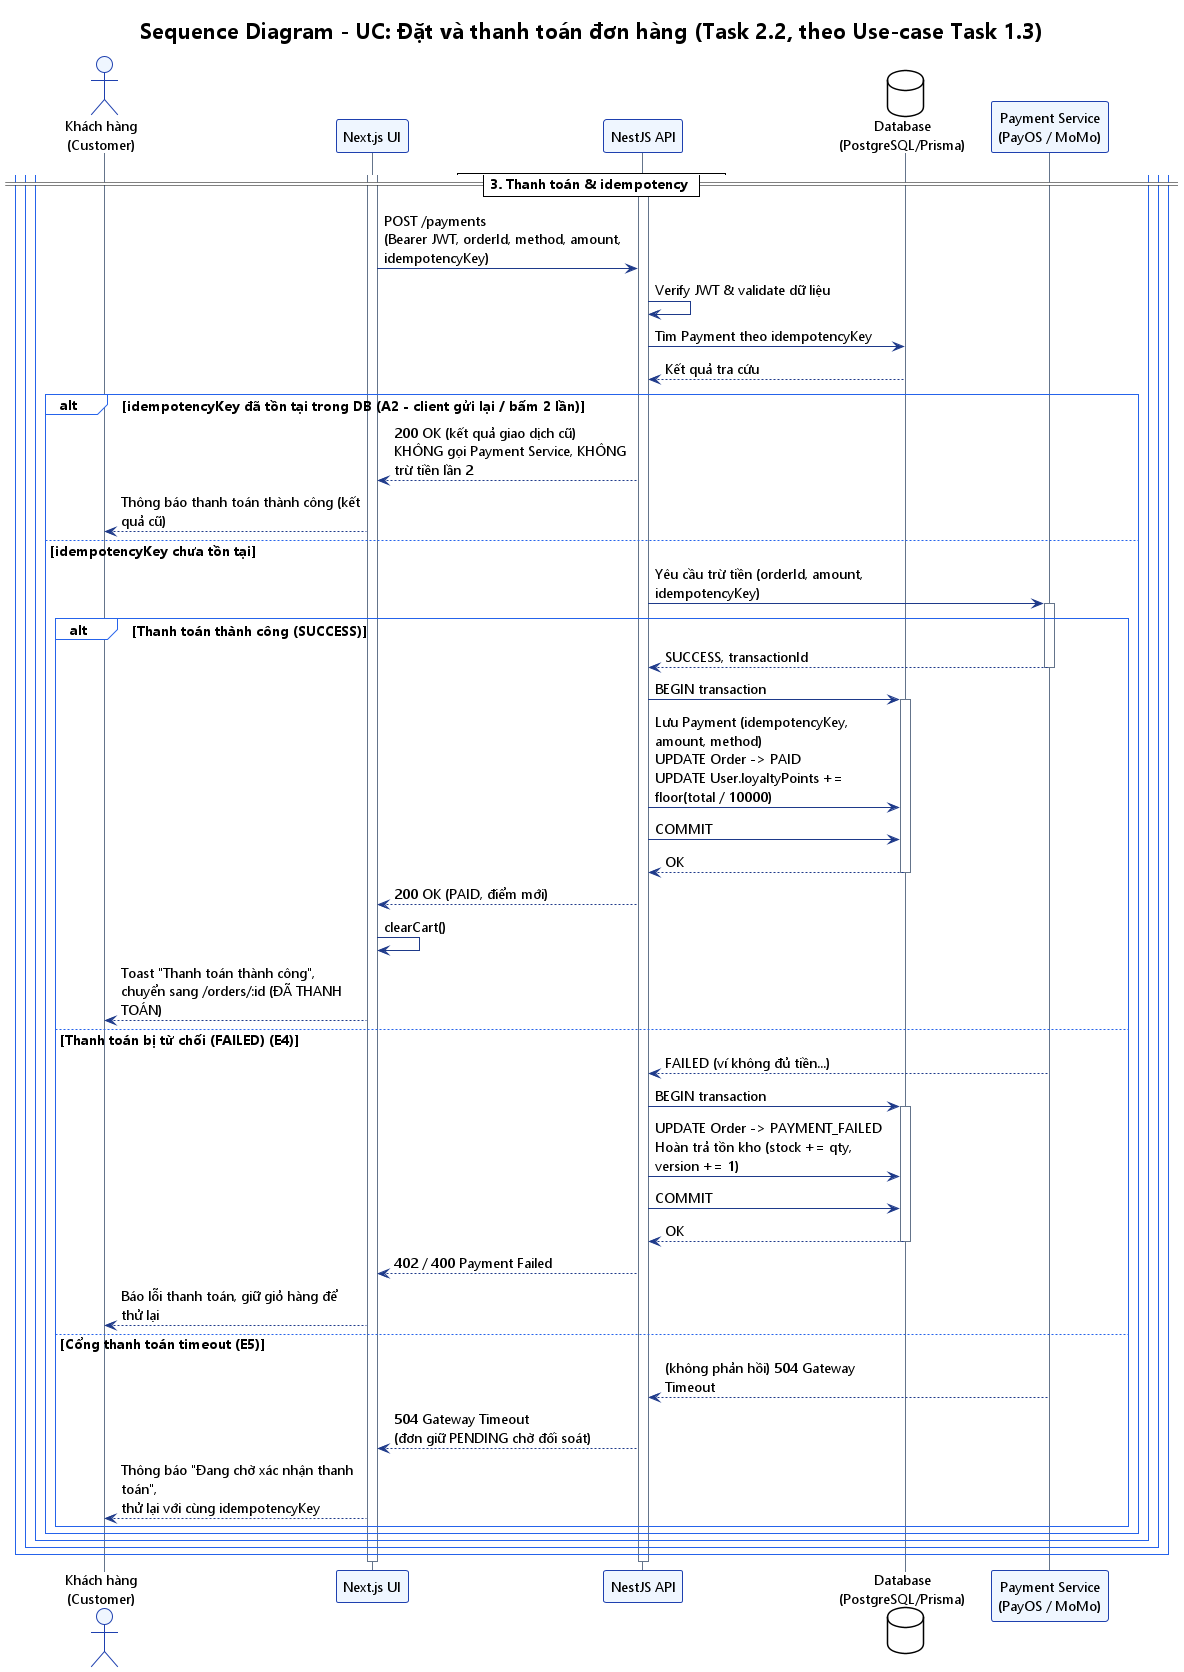 Sequence Diagram - UC: Đặt và thanh toán đơn hàng (Task 2.2, theo Use-case Task 1.3)
Khách hàng
(Customer)
Next.js UI
NestJS API
Database
(PostgreSQL/Prisma)
Payment Service
(PayOS / MoMo)
3. Thanh toán & idempotency
POST /payments
(Bearer JWT, orderId, method, amount,
idempotencyKey)
Verify JWT & validate dữ liệu
Tìm Payment theo idempotencyKey
Kết quả tra cứu
alt
[idempotencyKey đã tồn tại trong DB (A2 - client gửi lại / bấm 2 lần)]
200 OK (kết quả giao dịch cũ)
KHÔNG gọi Payment Service, KHÔNG
trừ tiền lần 2
Thông báo thanh toán thành công (kết
quả cũ)
[idempotencyKey chưa tồn tại]
Yêu cầu trừ tiền (orderId, amount,
idempotencyKey)
alt
[Thanh toán thành công (SUCCESS)]
SUCCESS, transactionId
BEGIN transaction
Lưu Payment (idempotencyKey,
amount, method)
UPDATE Order -> PAID
UPDATE User.loyaltyPoints +=
floor(total / 10000)
COMMIT
OK
200 OK (PAID, điểm mới)
clearCart()
Toast "Thanh toán thành công",
chuyển sang /orders/:id (ĐÃ THANH
TOÁN)
[Thanh toán bị từ chối (FAILED) (E4)]
FAILED (ví không đủ tiền...)
BEGIN transaction
UPDATE Order -> PAYMENT_FAILED
Hoàn trả tồn kho (stock += qty,
version += 1)
COMMIT
OK
402 / 400 Payment Failed
Báo lỗi thanh toán, giữ giỏ hàng để
thử lại
[Cổng thanh toán timeout (E5)]
(không phản hồi) 504 Gateway
Timeout
504 Gateway Timeout
(đơn giữ PENDING chờ đối soát)
Thông báo "Đang chờ xác nhận thanh
toán",
thử lại với cùng idempotencyKey
Khách hàng
(Customer)
Next.js UI
NestJS API
Database
(PostgreSQL/Prisma)
Payment Service
(PayOS / MoMo)